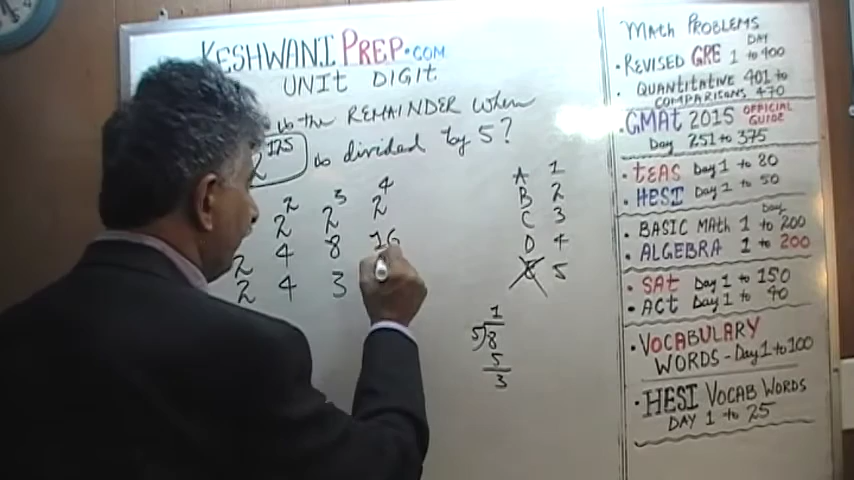 KESHWANI PREP.COM
UNIT DIGIT
is the REMAINDER when
2^125 is divided by 5?
2^2 2^3 2^4
2 4 8 16
2 4 3
A 1
B 2
C 3
D 4
E 5
1
5)8
5
3
MATH PROBLEMS
• REVISED GRE DAY 1 to 400
• QUANTITATIVE 401 to
COMPARISONS 470
• GMAT 2015 OFFICIAL GUIDE
Day 251 to 375
• TEAS Day 1 to 80
• HESI Day 1 to 50
• BASIC MATH Day 1 to 200
• ALGEBRA 1 to 200
• SAT Day 1 to 150
• ACT Day 1 to 90
• VOCABULARY
WORDS - Day 1 to 100
• HESI VOCAB WORDS
DAY 1 to 25